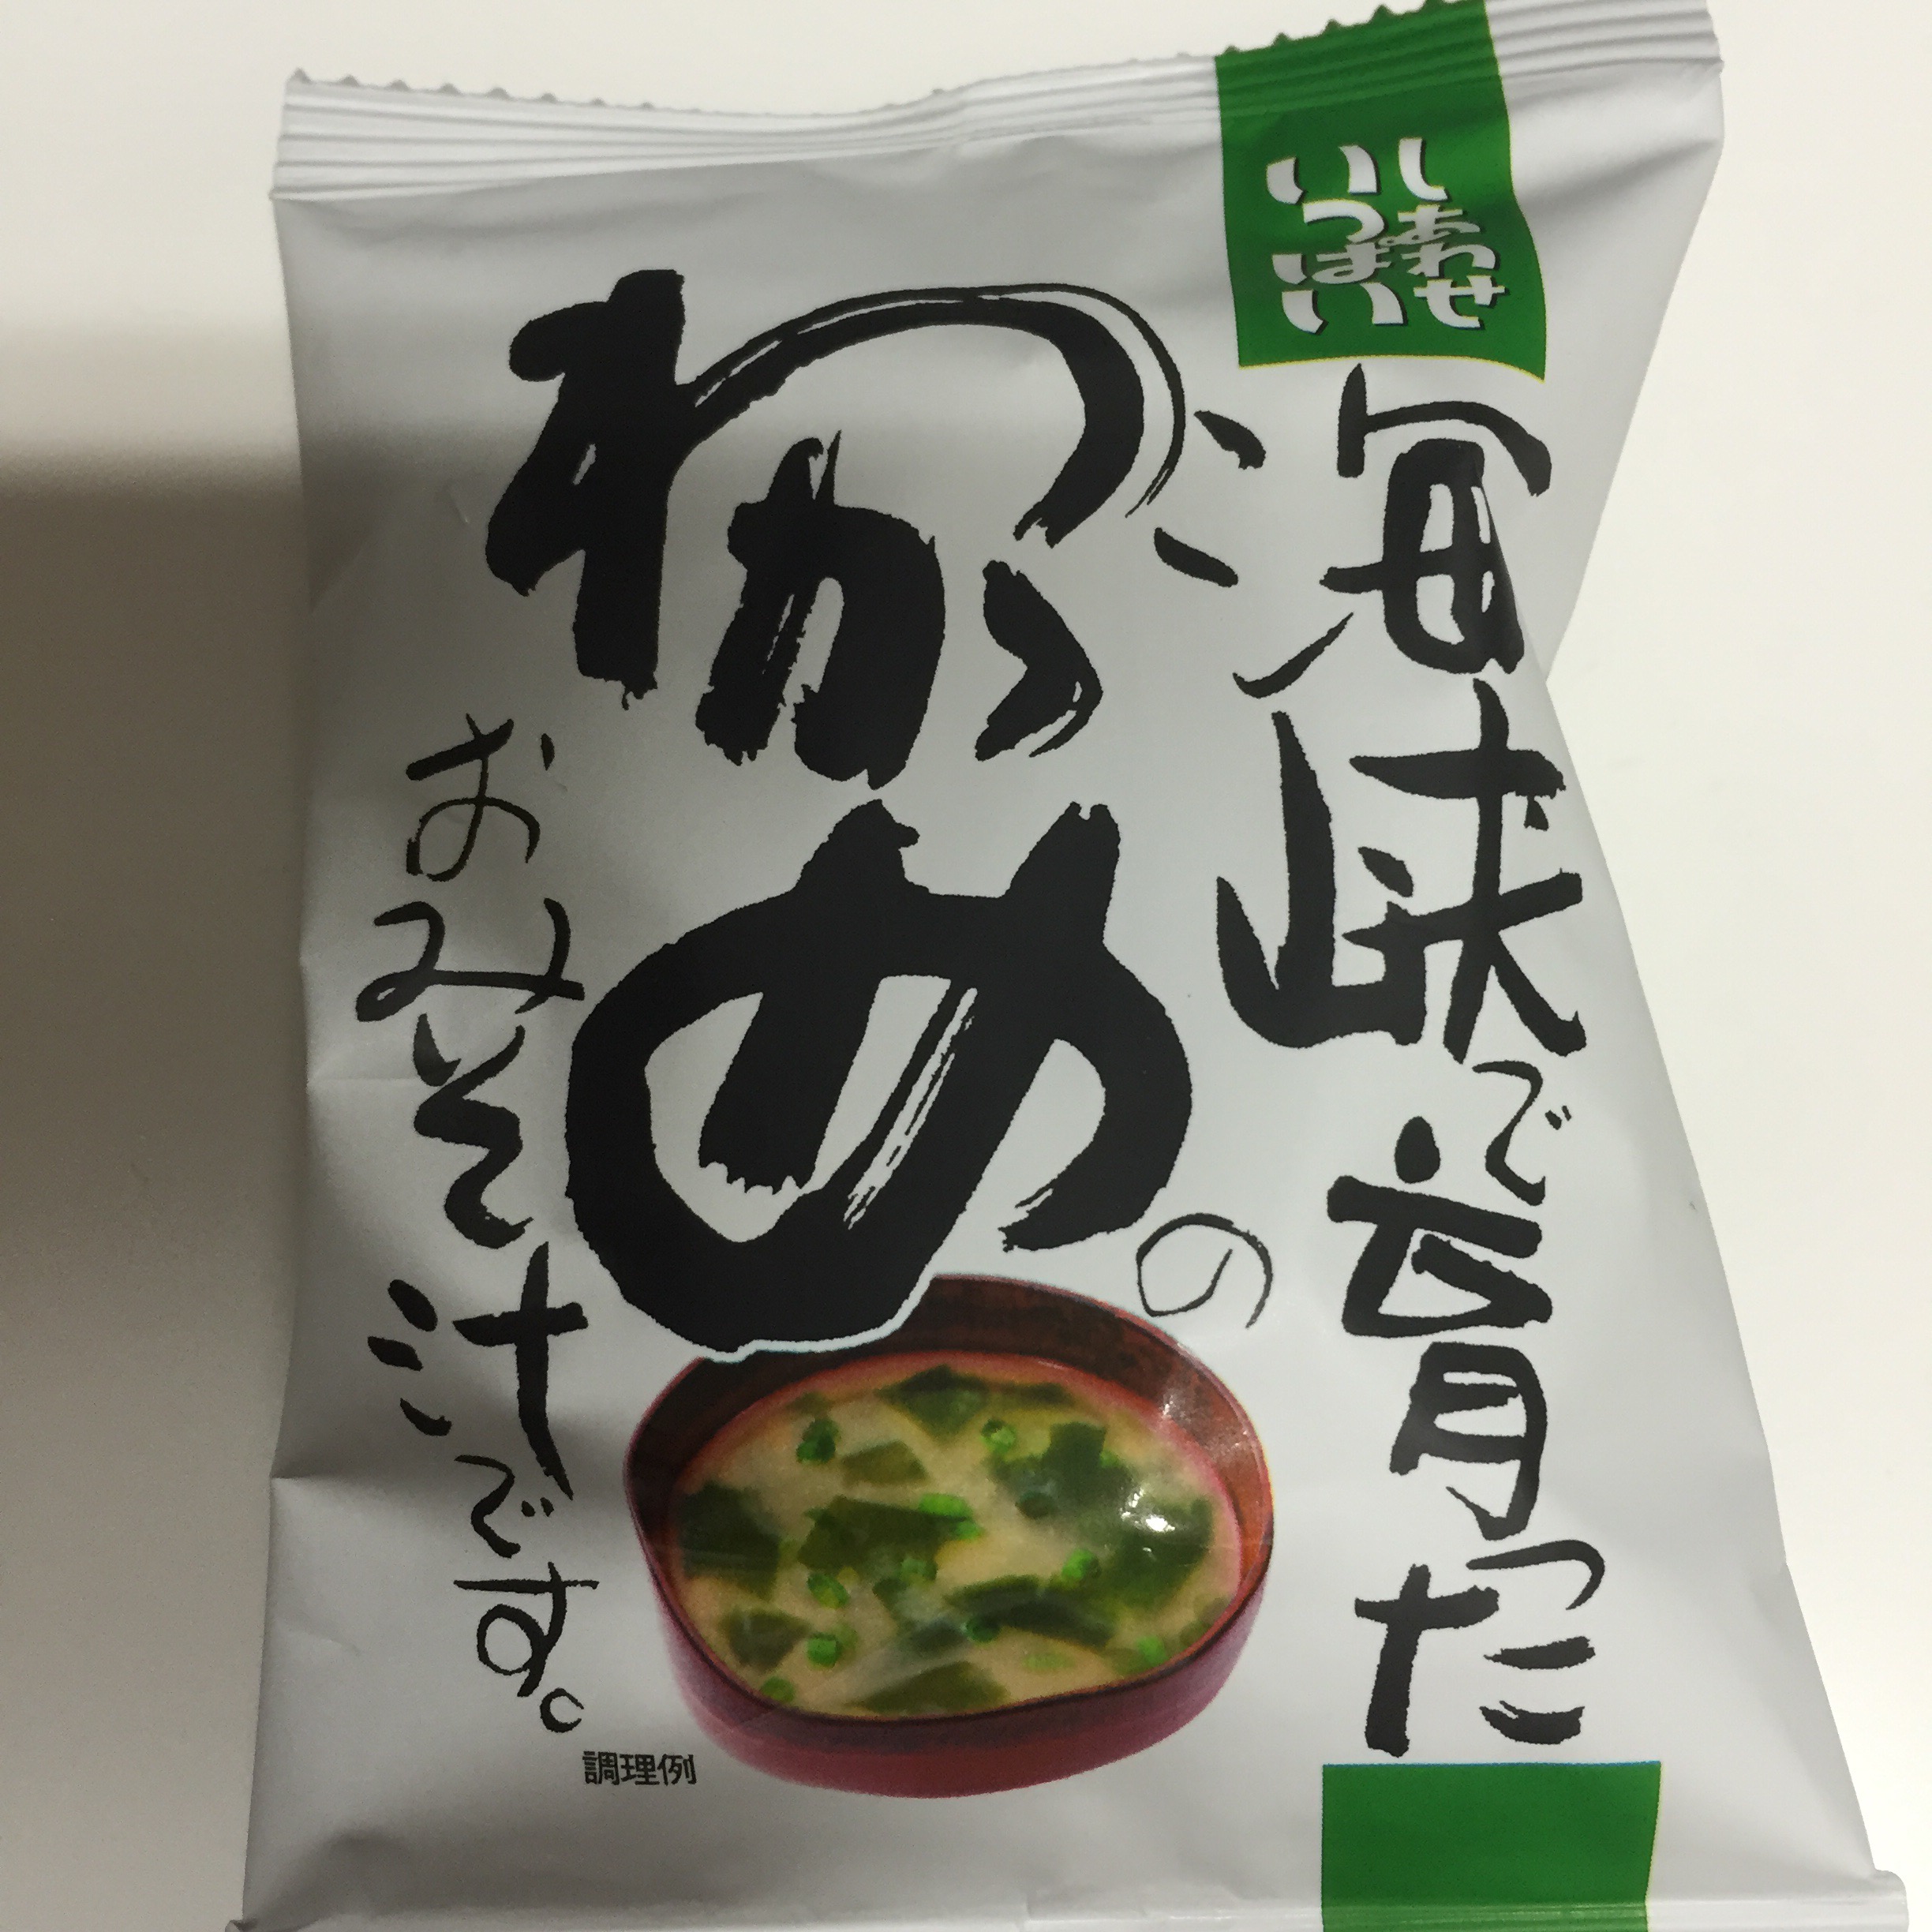 しあわせ
いっぱい
海峡で育った
わかめの
おみそ汁です。
調理例